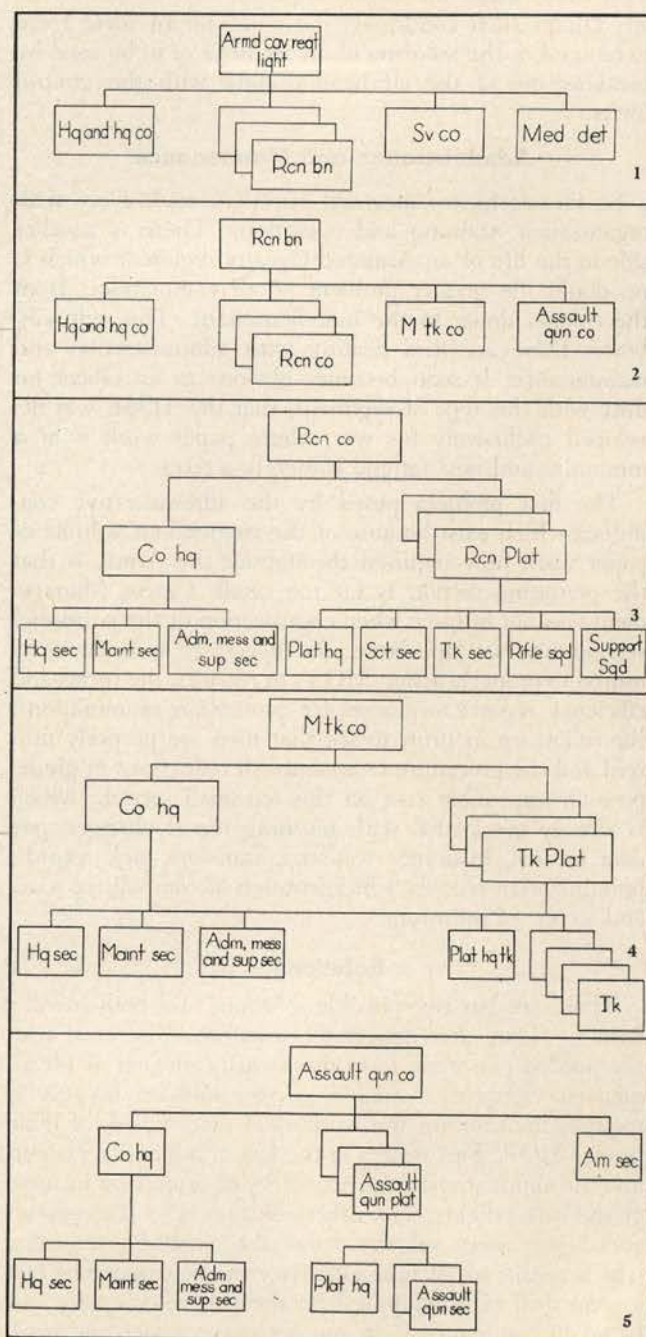 Armd cav regt
light
Hq and hq co
Rcn bn
Sv co
Med det
1
Rcn bn
Hq and hq co
Rcn co
M tk co
Assault gun co
2
Rcn co
Co hq
Rcn Plat
Hq sec
Maint sec
Adm, mess and
sup sec
Plat hq
Sct sec
Tk sec
Rifle sqd
Support
Sqd
3
M tk co
Co hq
Tk Plat
Hq sec
Maint sec
Adm, mess
and sup sec
Plat hq
tk
Tk
4
Assault gun co
Co hq
Assault
gun plat
Am sec
Hq sec
Maint sec
Adm
mess and
sup sec
Plat hq
Assault
gun sec
5